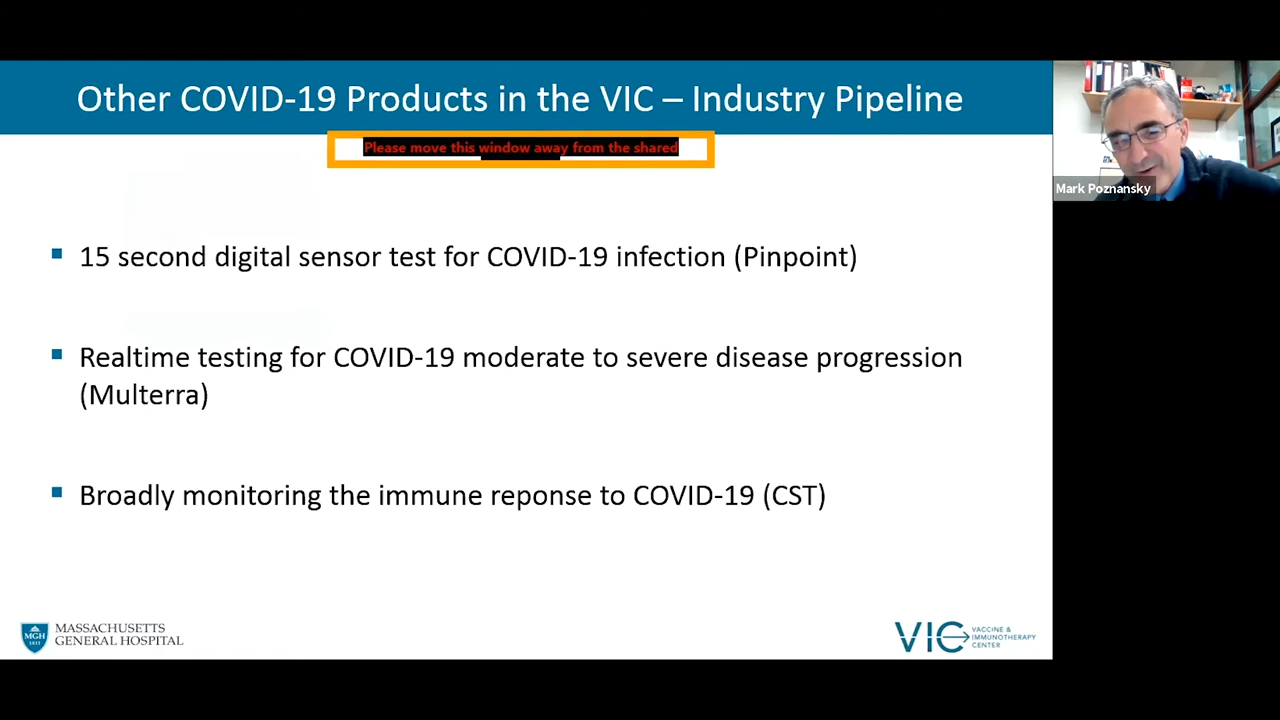 Other COVID-19 Products in the VIC – Industry Pipeline
Please move this window away from the shared
Mark Poznansky
15 second digital sensor test for COVID-19 infection (Pinpoint)
Realtime testing for COVID-19 moderate to severe disease progression
(Multerra)
Broadly monitoring the immune reponse to COVID-19 (CST)
MGH
1811
MASSACHUSETTS
GENERAL HOSPITAL
VIC
VACCINE &
IMMUNOTHERAPY
CENTER